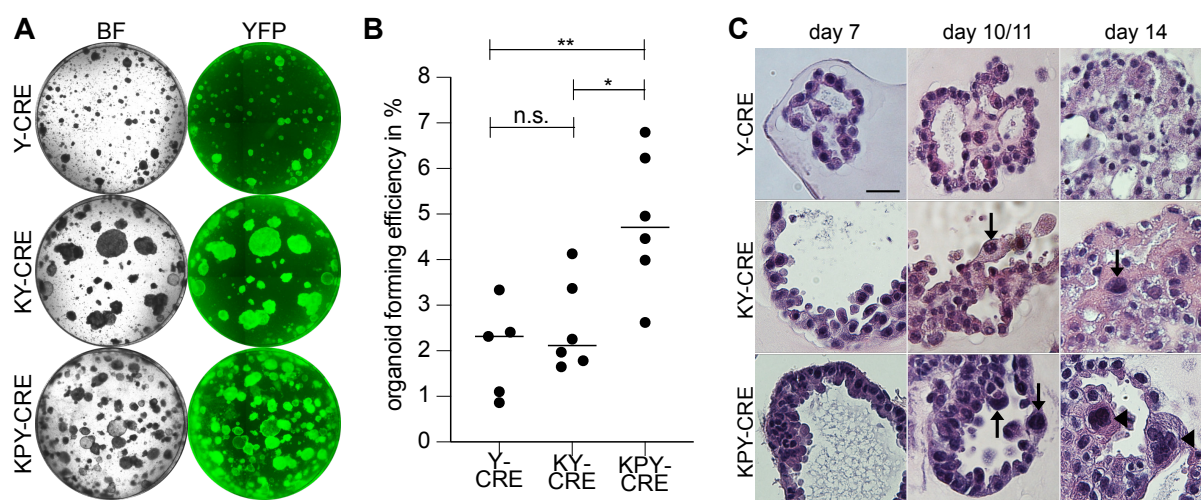 A
BF
YFP
Y-CRE
KY-CRE
KPY-CRE
B
organoid forming efficiency in %
8
7
6
5
4
3
2
1
0
**
*
n.s.
Y-
CRE
KY-
CRE
KPY-
CRE
C
day 7
day 10/11
day 14
Y-CRE
KY-CRE
KPY-CRE